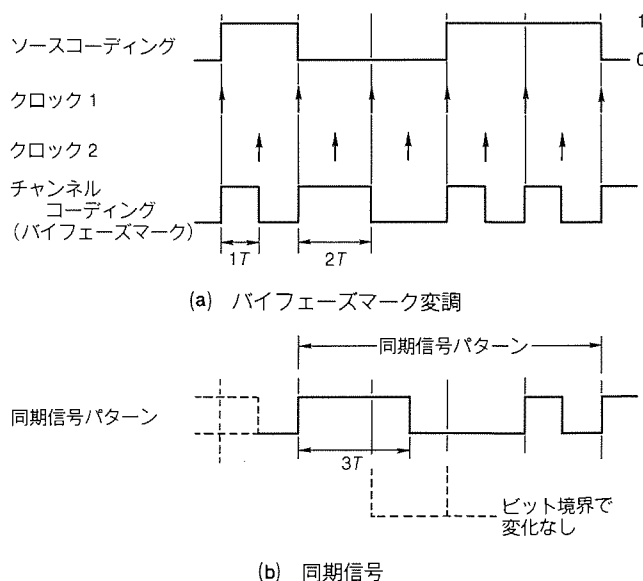 ソースコーディング
1
0
クロック 1
クロック 2
チャンネル
コーディング
(バイフェーズマーク)
1T
2T
(a) バイフェーズマーク変調
同期信号パターン
同期信号パターン
3T
ビット境界で
変化なし
(b) 同期信号